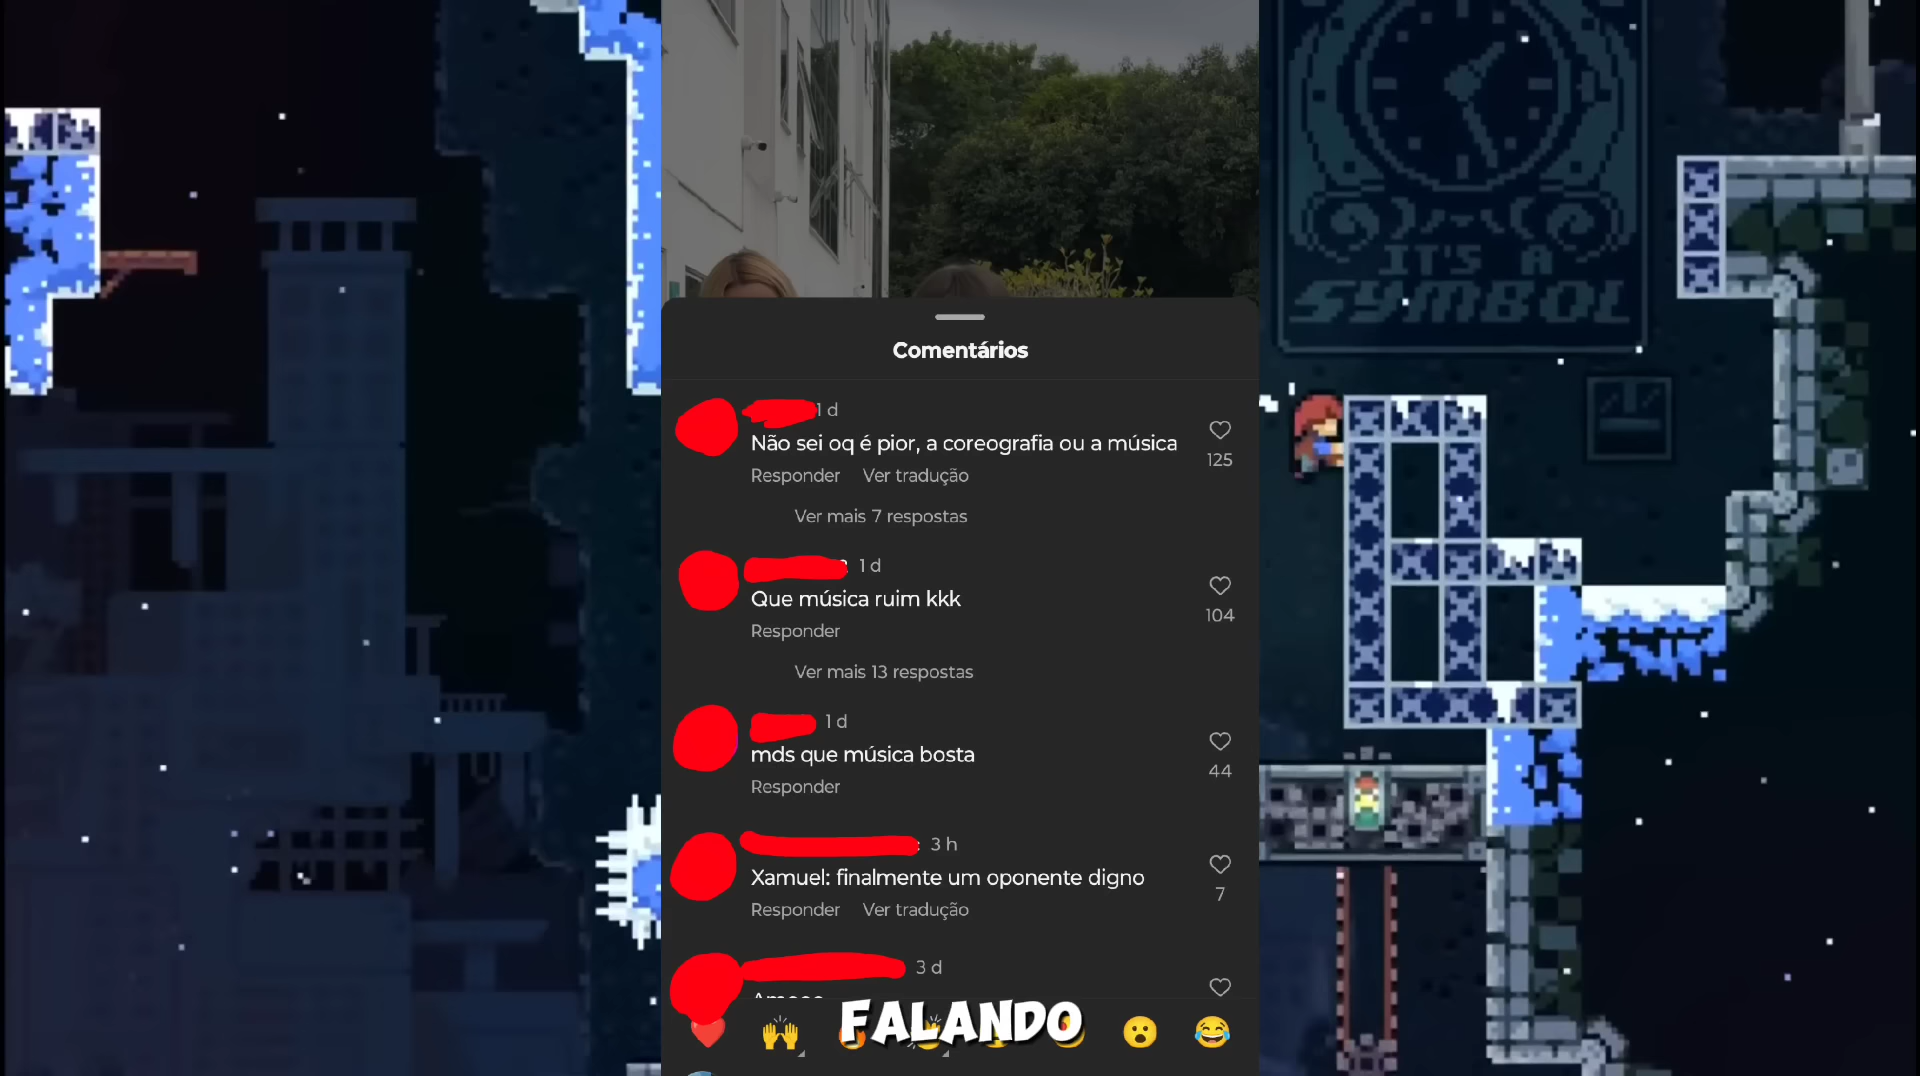 IT'S A
SYMBOL
Comentários
1 d
Não sei oq é pior, a coreografia ou a música
125
Responder Ver tradução
Ver mais 7 respostas
1 d
Que música ruim kkk
104
Responder
Ver mais 13 respostas
1 d
mds que música bosta
44
Responder
3 h
Xamuel: finalmente um oponente digno
7
Responder Ver tradução
3 d
FALANDO